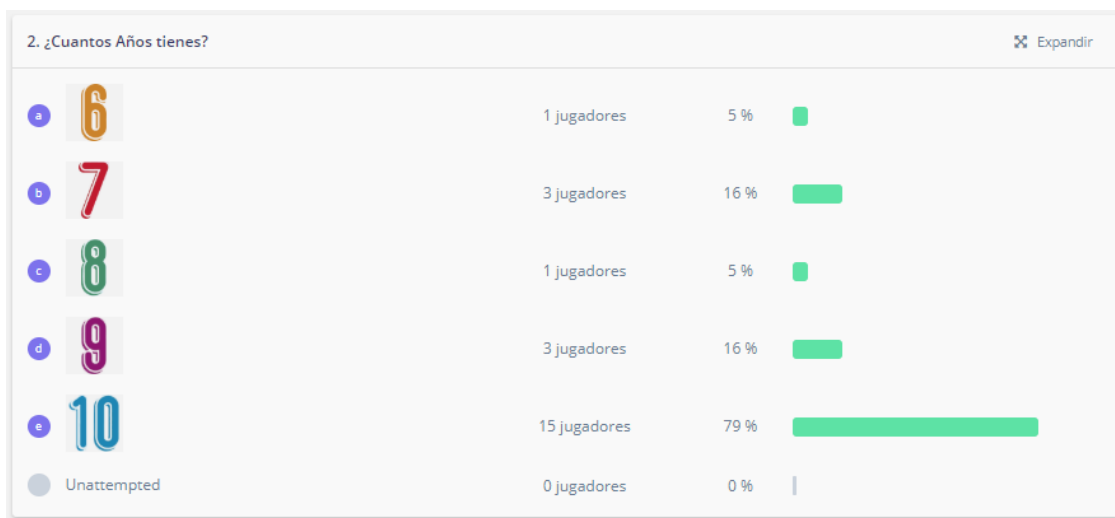 2. ¿Cuantos Años tienes? Expandir
a 6 1 jugadores 5 %
b 7 3 jugadores 16 %
c 8 1 jugadores 5 %
d 9 3 jugadores 16 %
e 10 15 jugadores 79 %
Unattempted 0 jugadores 0 %